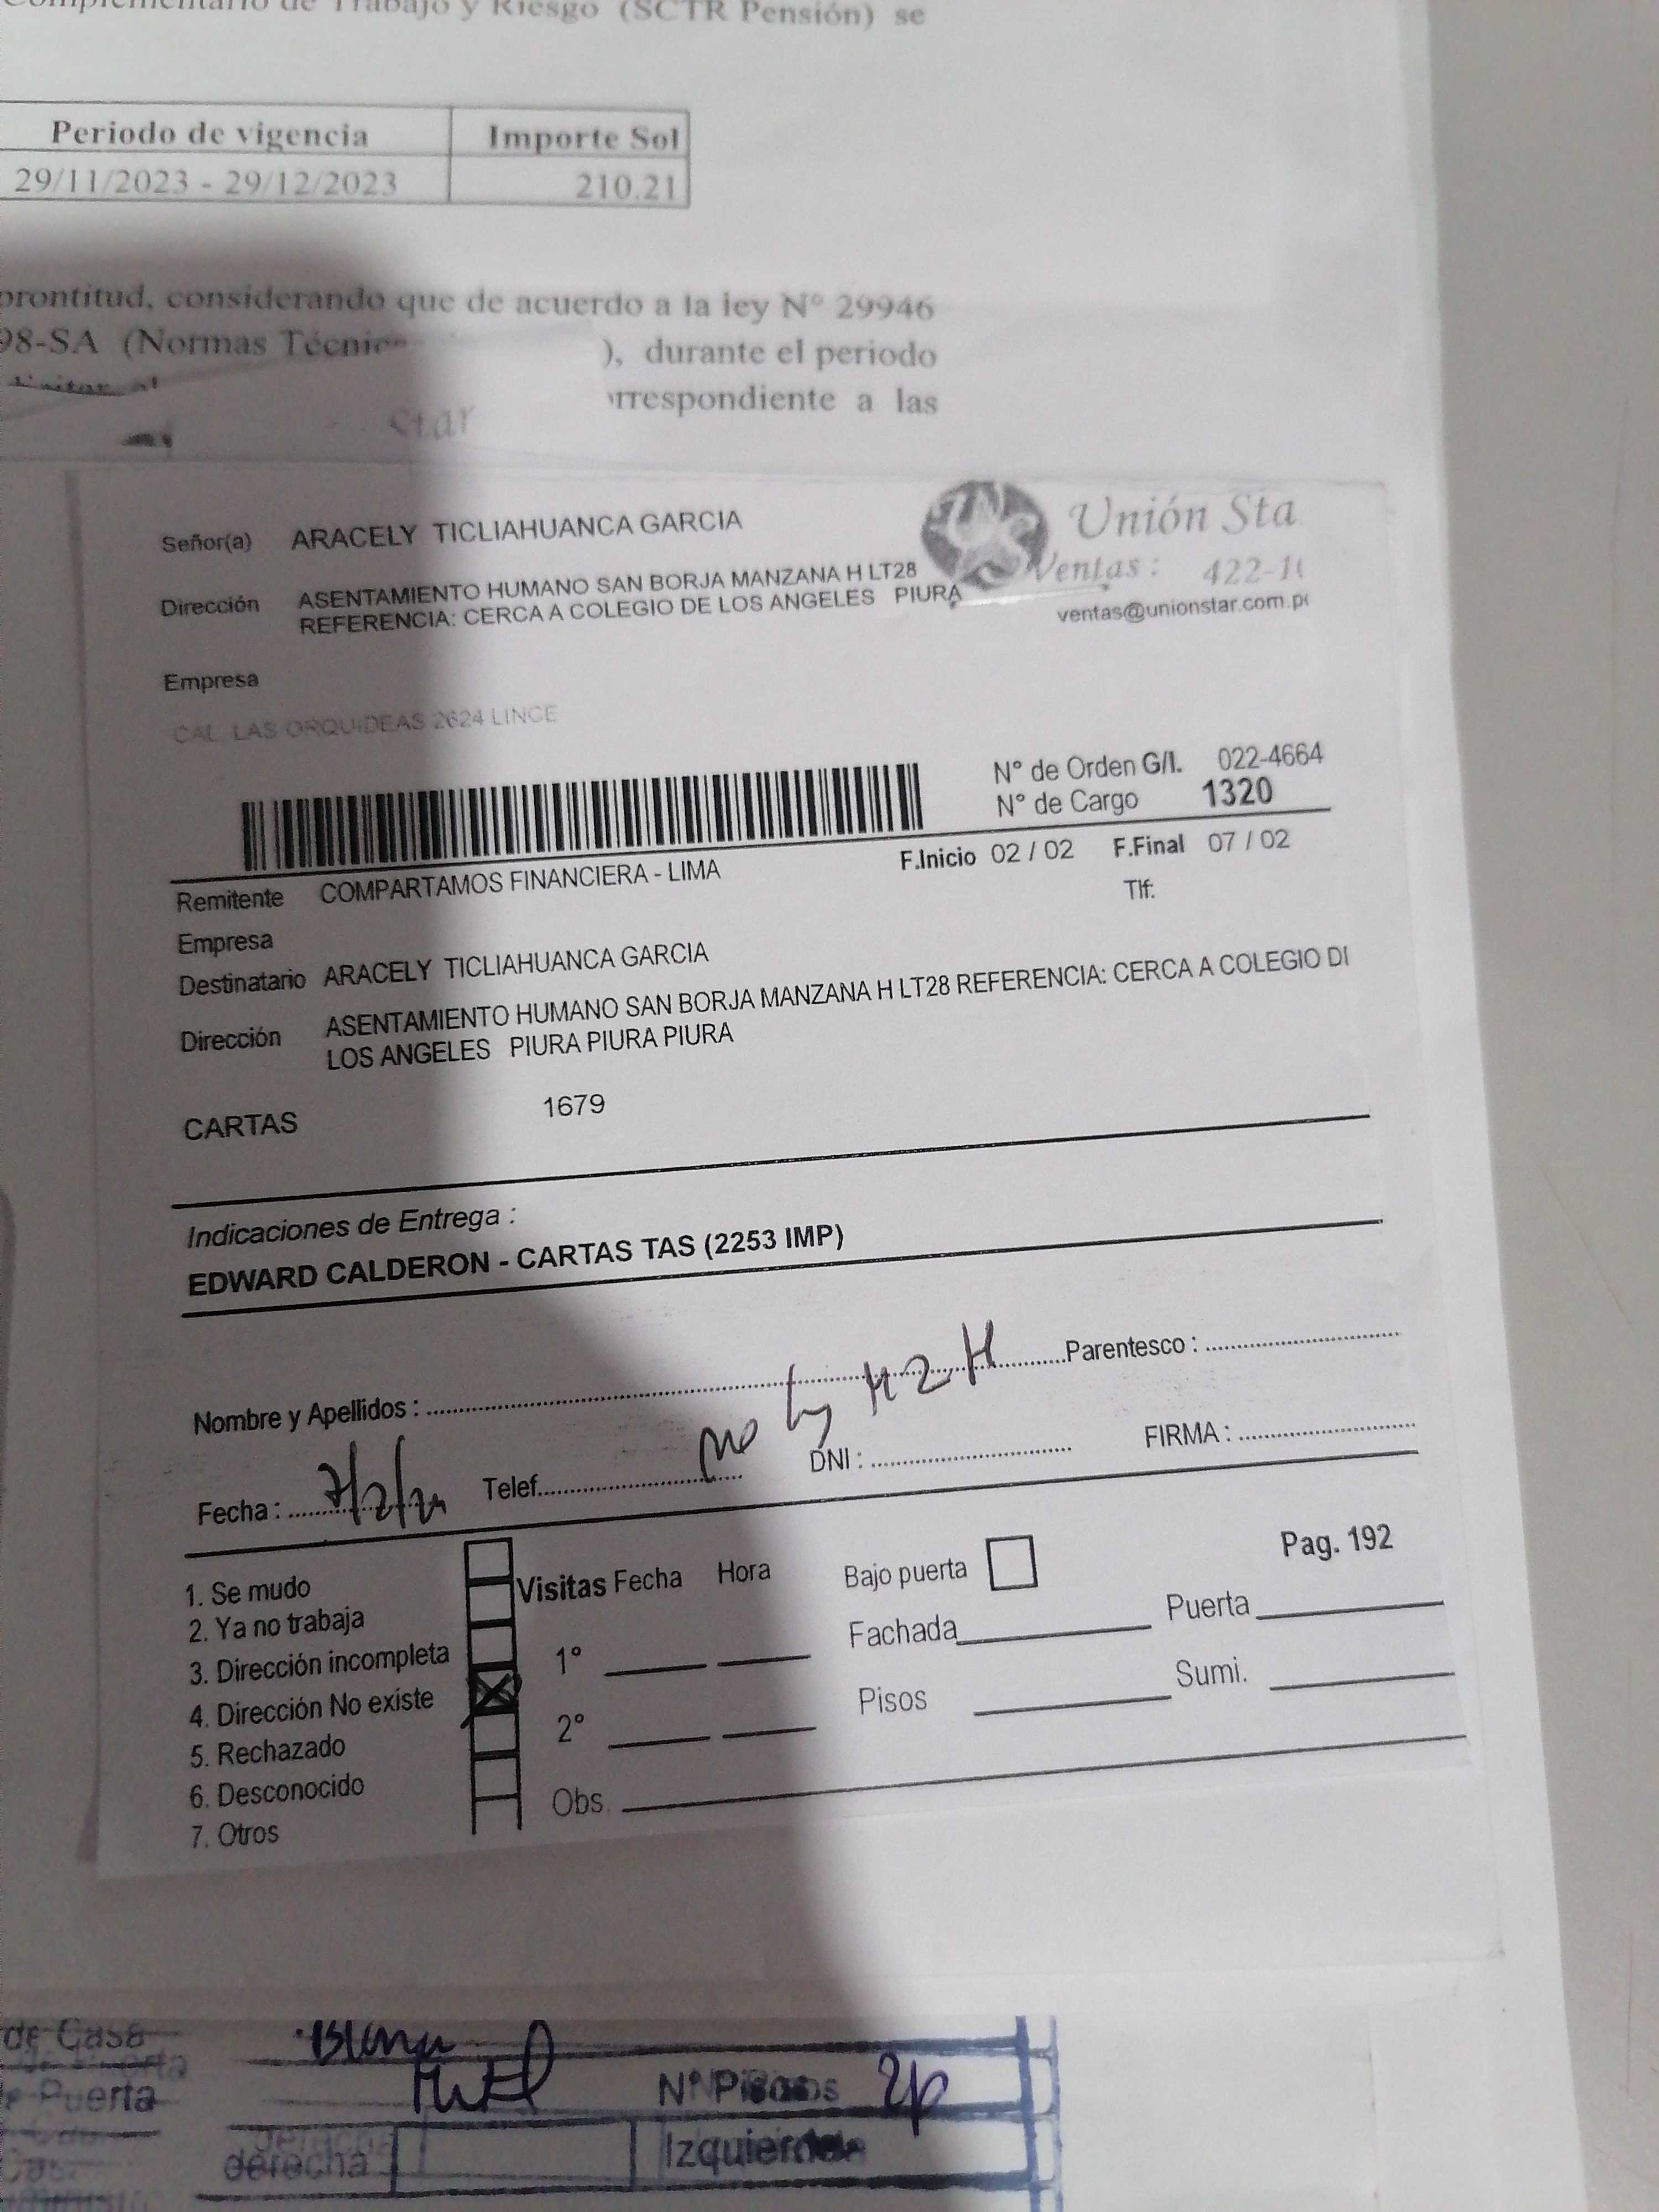 Complementario de Trabajo y Riesgo (SCTR Pensión) se
Periodo de vigencia Importe Sol
29/11/2023 - 29/12/2023 210.21
prontitud, considerando que de acuerdo a la ley N° 29946
98-SA (Normas Técnic ), durante el periodo
rrespondiente a las
Star
Señor(a) ARACELY TICLIAHUANCA GARCIA
Unión Sta
Dirección ASENTAMIENTO HUMANO SAN BORJA MANZANA H LT28
REFERENCIA: CERCA A COLEGIO DE LOS ANGELES PIURA
Ventas: 422-1
ventas@unionstar.com.p
Empresa
CAL. LAS ORQUIDEAS 2624 LINCE
N° de Orden G/I. 022-4664
N° de Cargo 1320
F.Inicio 02 / 02 F.Final 07 / 02
Remitente COMPARTAMOS FINANCIERA - LIMA
Tlf:
Empresa
Destinatario ARACELY TICLIAHUANCA GARCIA
Dirección ASENTAMIENTO HUMANO SAN BORJA MANZANA H LT28 REFERENCIA: CERCA A COLEGIO DI
LOS ANGELES PIURA PIURA PIURA
CARTAS 1679
Indicaciones de Entrega :
EDWARD CALDERON - CARTAS TAS (2253 IMP)
no hy MZ H
Nombre y Apellidos : Parentesco :
Fecha : 7/2/24 Telef. DNI : FIRMA :
1. Se mudo
2. Ya no trabaja
3. Dirección incompleta
4. Dirección No existe X
5. Rechazado
6. Desconocido
7. Otros
Visitas Fecha Hora
1°
2°
Obs.
Bajo puerta
Pag. 192
Fachada Puerta
Pisos Sumi.
de Casa
Puerta N° Pisos 2p
derecha Izquierda